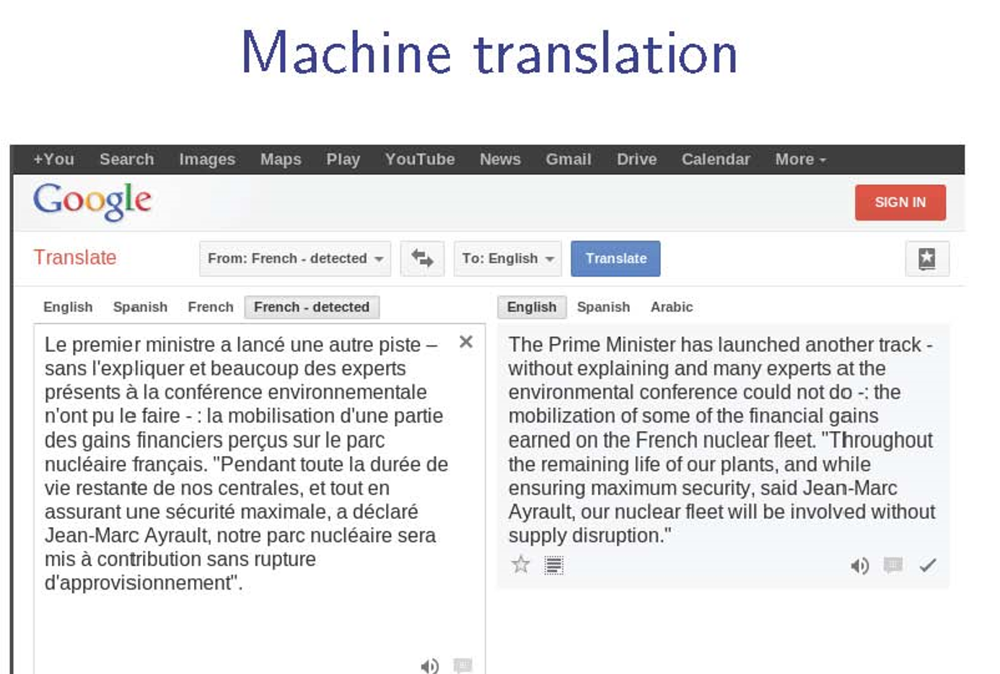 Machine translation
+You Search Images Maps Play YouTube News Gmail Drive Calendar More
Google
SIGN IN
Translate
From: French - detected
To: English
Translate
English Spanish French French - detected
English Spanish Arabic
Le premier ministre a lancé une autre piste –
sans l'expliquer et beaucoup des experts
présents à la conférence environnementale
n'ont pu le faire - : la mobilisation d'une partie
des gains financiers perçus sur le parc
nucléaire français. "Pendant toute la durée de
vie restante de nos centrales, et tout en
assurant une sécurité maximale, a déclaré
Jean-Marc Ayrault, notre parc nucléaire sera
mis à contribution sans rupture
d'approvisionnement".
The Prime Minister has launched another track -
without explaining and many experts at the
environmental conference could not do -: the
mobilization of some of the financial gains
earned on the French nuclear fleet. "Throughout
the remaining life of our plants, and while
ensuring maximum security, said Jean-Marc
Ayrault, our nuclear fleet will be involved without
supply disruption."